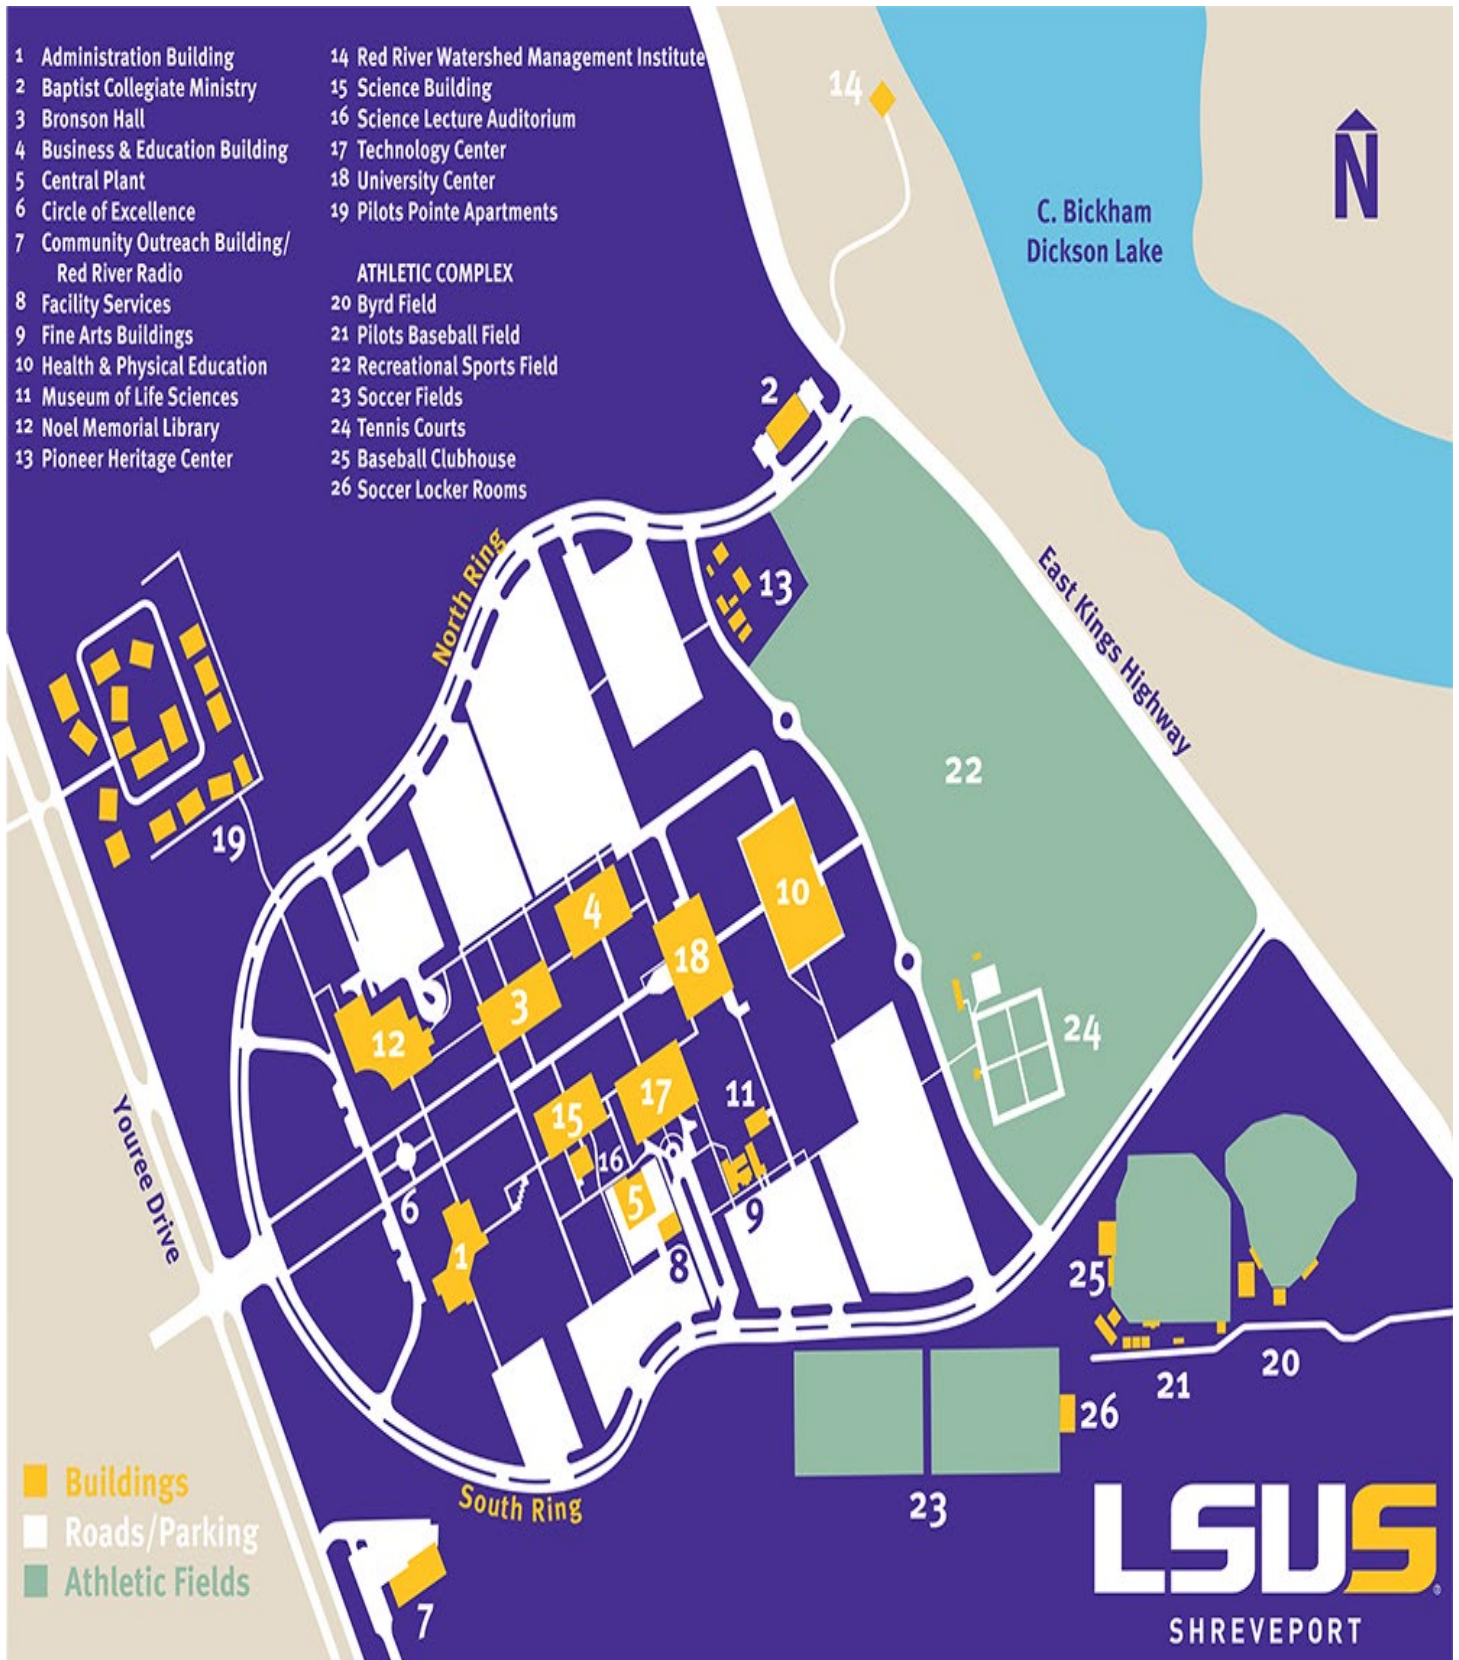 1 Administration Building
2 Baptist Collegiate Ministry
3 Bronson Hall
4 Business & Education Building
5 Central Plant
6 Circle of Excellence
7 Community Outreach Building/
Red River Radio
8 Facility Services
9 Fine Arts Buildings
10 Health & Physical Education
11 Museum of Life Sciences
12 Noel Memorial Library
13 Pioneer Heritage Center
14 Red River Watershed Management Institute
15 Science Building
16 Science Lecture Auditorium
17 Technology Center
18 University Center
19 Pilots Pointe Apartments
ATHLETIC COMPLEX
20 Byrd Field
21 Pilots Baseball Field
22 Recreational Sports Field
23 Soccer Fields
24 Tennis Courts
25 Baseball Clubhouse
26 Soccer Locker Rooms
14
N
C. Bickham
Dickson Lake
2
North Ring
13
East Kings Highway
22
19
4
10
18
3
12
24
17
11
15
16
Youree Drive
6
5
9
1
8
25
20
21
26
23
South Ring
7
Buildings
Roads/Parking
Athletic Fields
LSUS®
SHREVEPORT